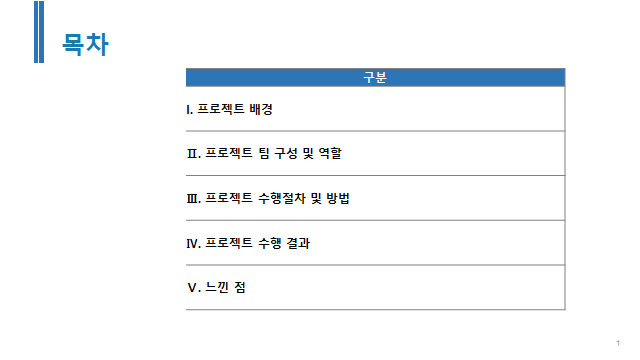 목차
구분
I. 프로젝트 배경
Ⅱ. 프로젝트 팀 구성 및 역할
Ⅲ. 프로젝트 수행절차 및 방법
Ⅳ. 프로젝트 수행 결과
Ⅴ. 느낀 점
1